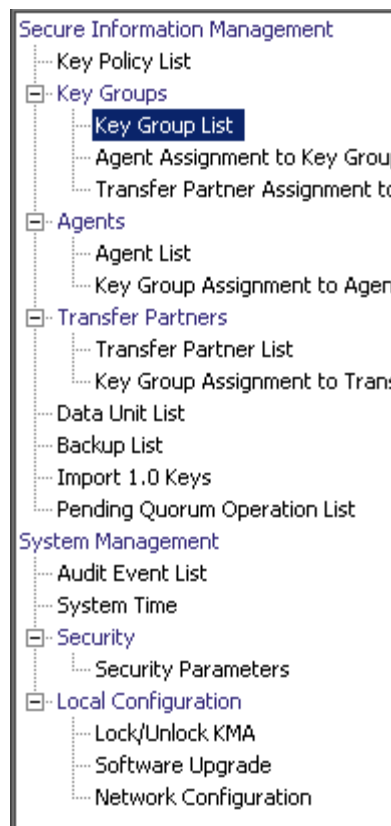 Secure Information Management
Key Policy List
Key Groups
Key Group List
Agent Assignment to Key Grou
Transfer Partner Assignment to
Agents
Agent List
Key Group Assignment to Agen
Transfer Partners
Transfer Partner List
Key Group Assignment to Trans
Data Unit List
Backup List
Import 1.0 Keys
Pending Quorum Operation List
System Management
Audit Event List
System Time
Security
Security Parameters
Local Configuration
Lock/Unlock KMA
Software Upgrade
Network Configuration